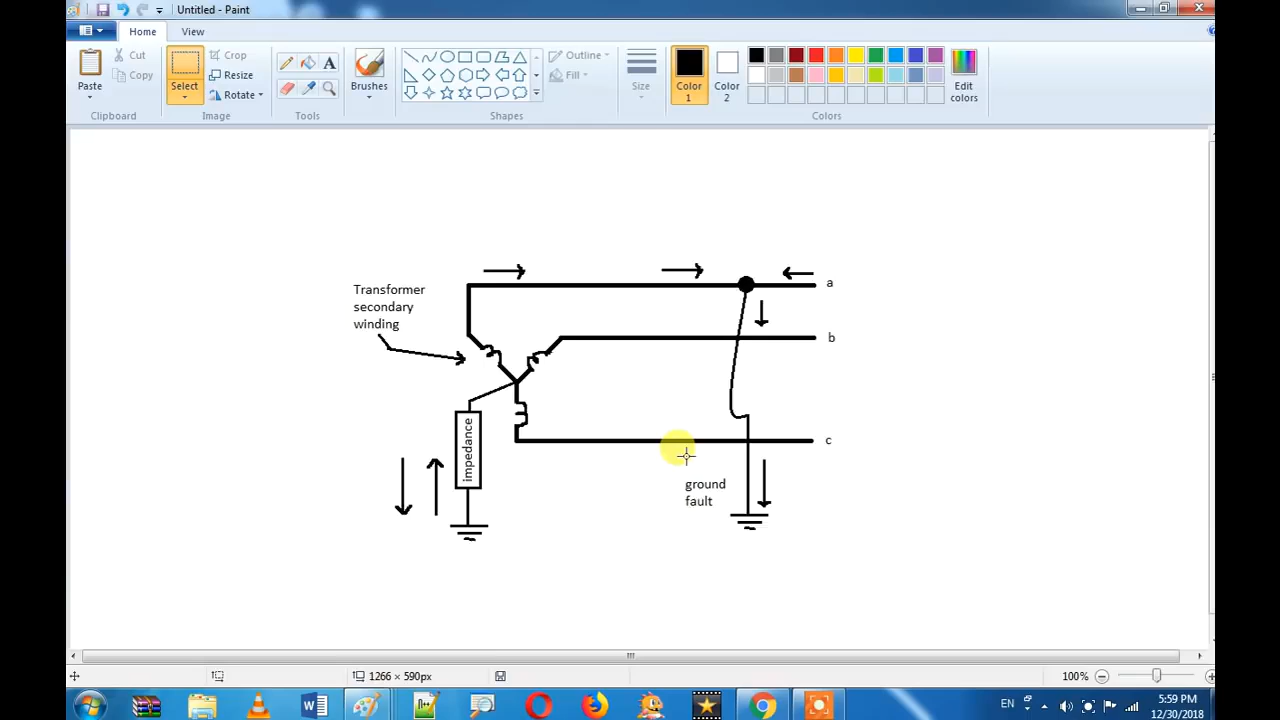 Untitled - Paint
Home
View
Paste
Clipboard
Cut
Copy
Select
Crop
Resize
Rotate
Image
Tools
Brushes
Shapes
Outline
Fill
Size
Color
1
Color
2
Edit
colors
Colors
a
Transformer
secondary
winding
b
impedance
c
ground
fault
1266 × 590px
100%
EN
5:59 PM
12/30/2018